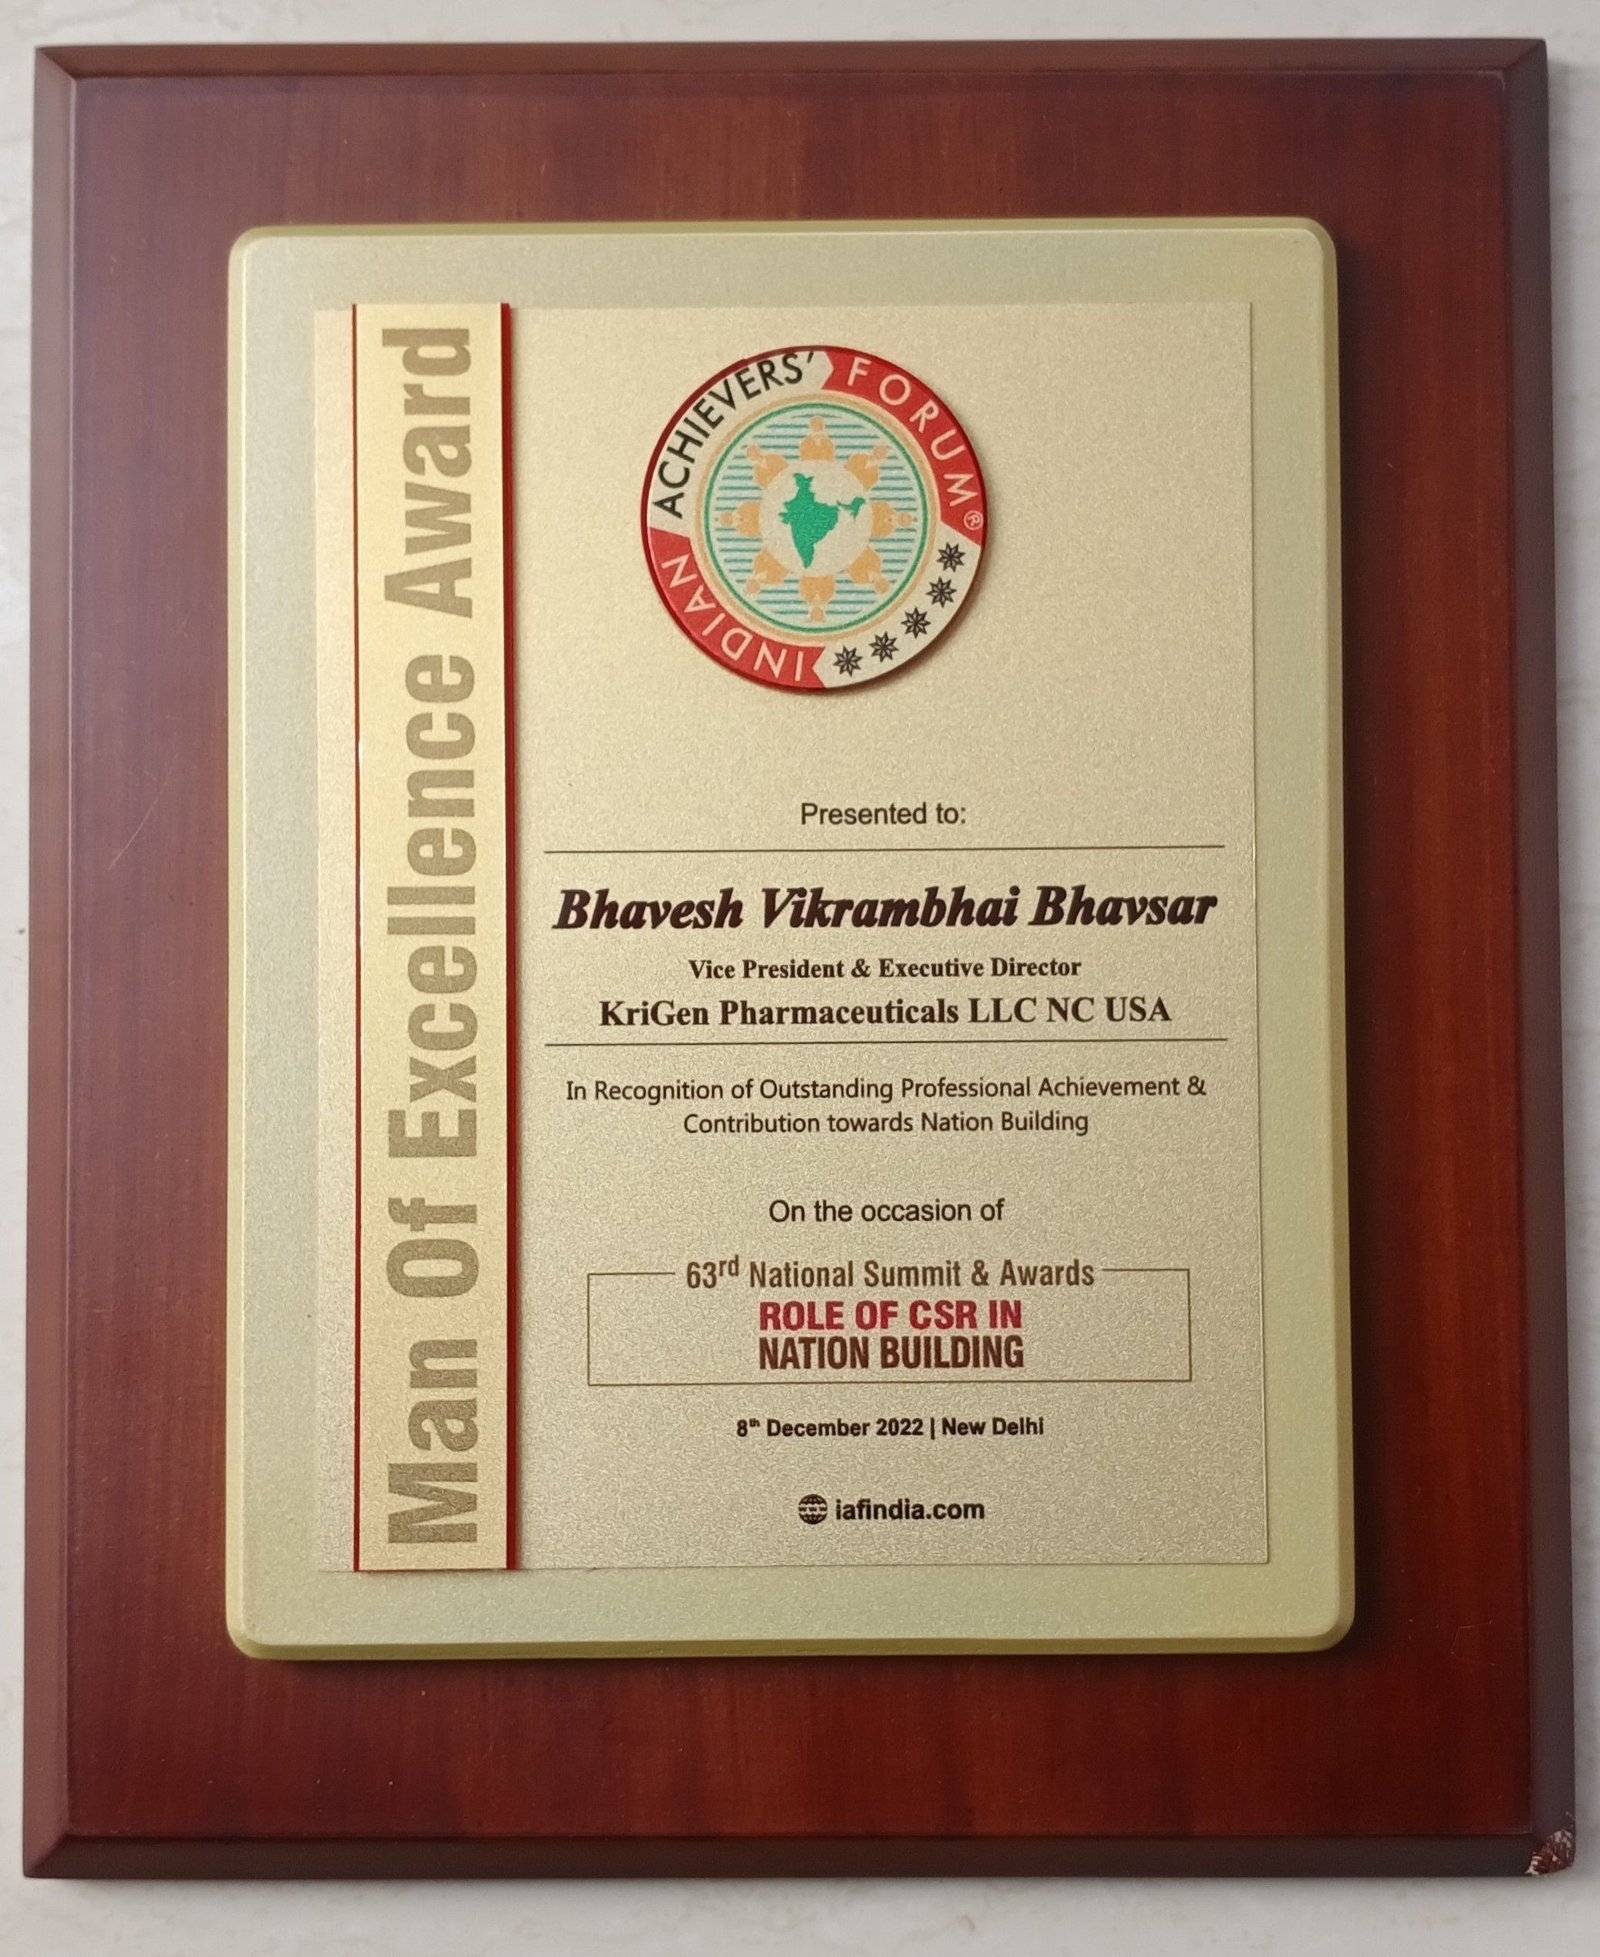 Man Of Excellence Award
INDIAN ACHIEVERS' FORUM®
Presented to:
Bhavesh Vikrambhai Bhavsar
Vice President & Executive Director
KriGen Pharmaceuticals LLC NC USA
In Recognition of Outstanding Professional Achievement &
Contribution towards Nation Building
On the occasion of
63rd National Summit & Awards
ROLE OF CSR IN
NATION BUILDING
8th December 2022 | New Delhi
www iafindia.com